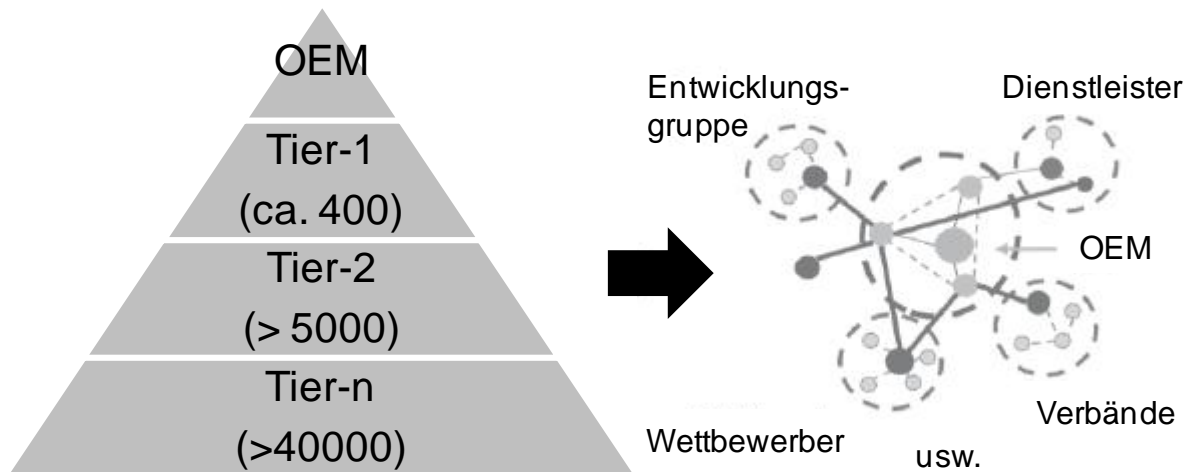 OEM
Tier-1
(ca. 400)
Tier-2
(> 5000)
Tier-n
(>40000)
Entwicklungs-
gruppe
Dienstleister
OEM
Verbände
Wettbewerber
usw.